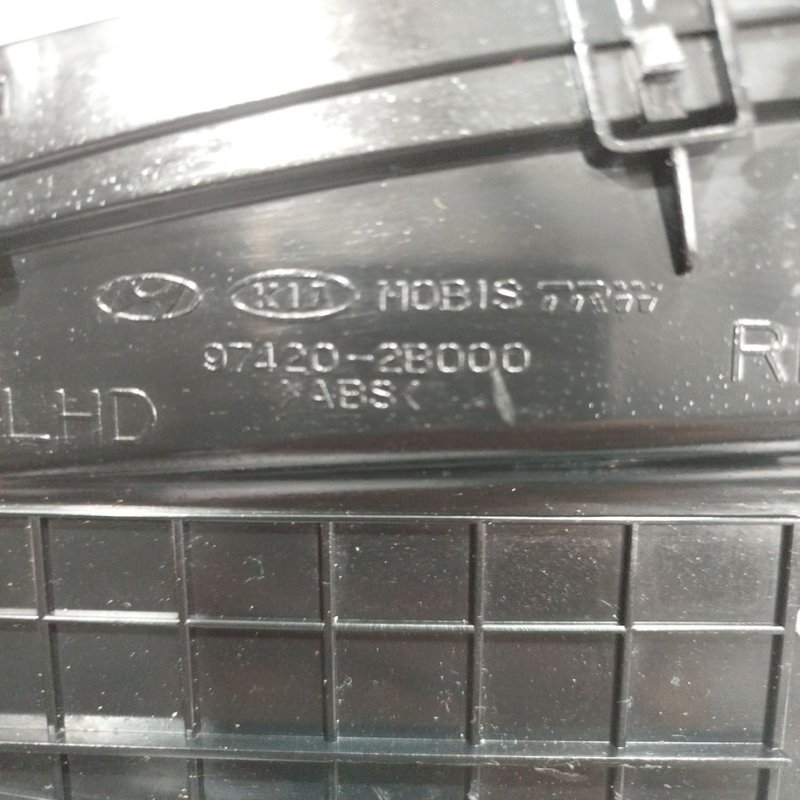 KIA MOBIS TRW
97420-2B000
>ABS<
LHD